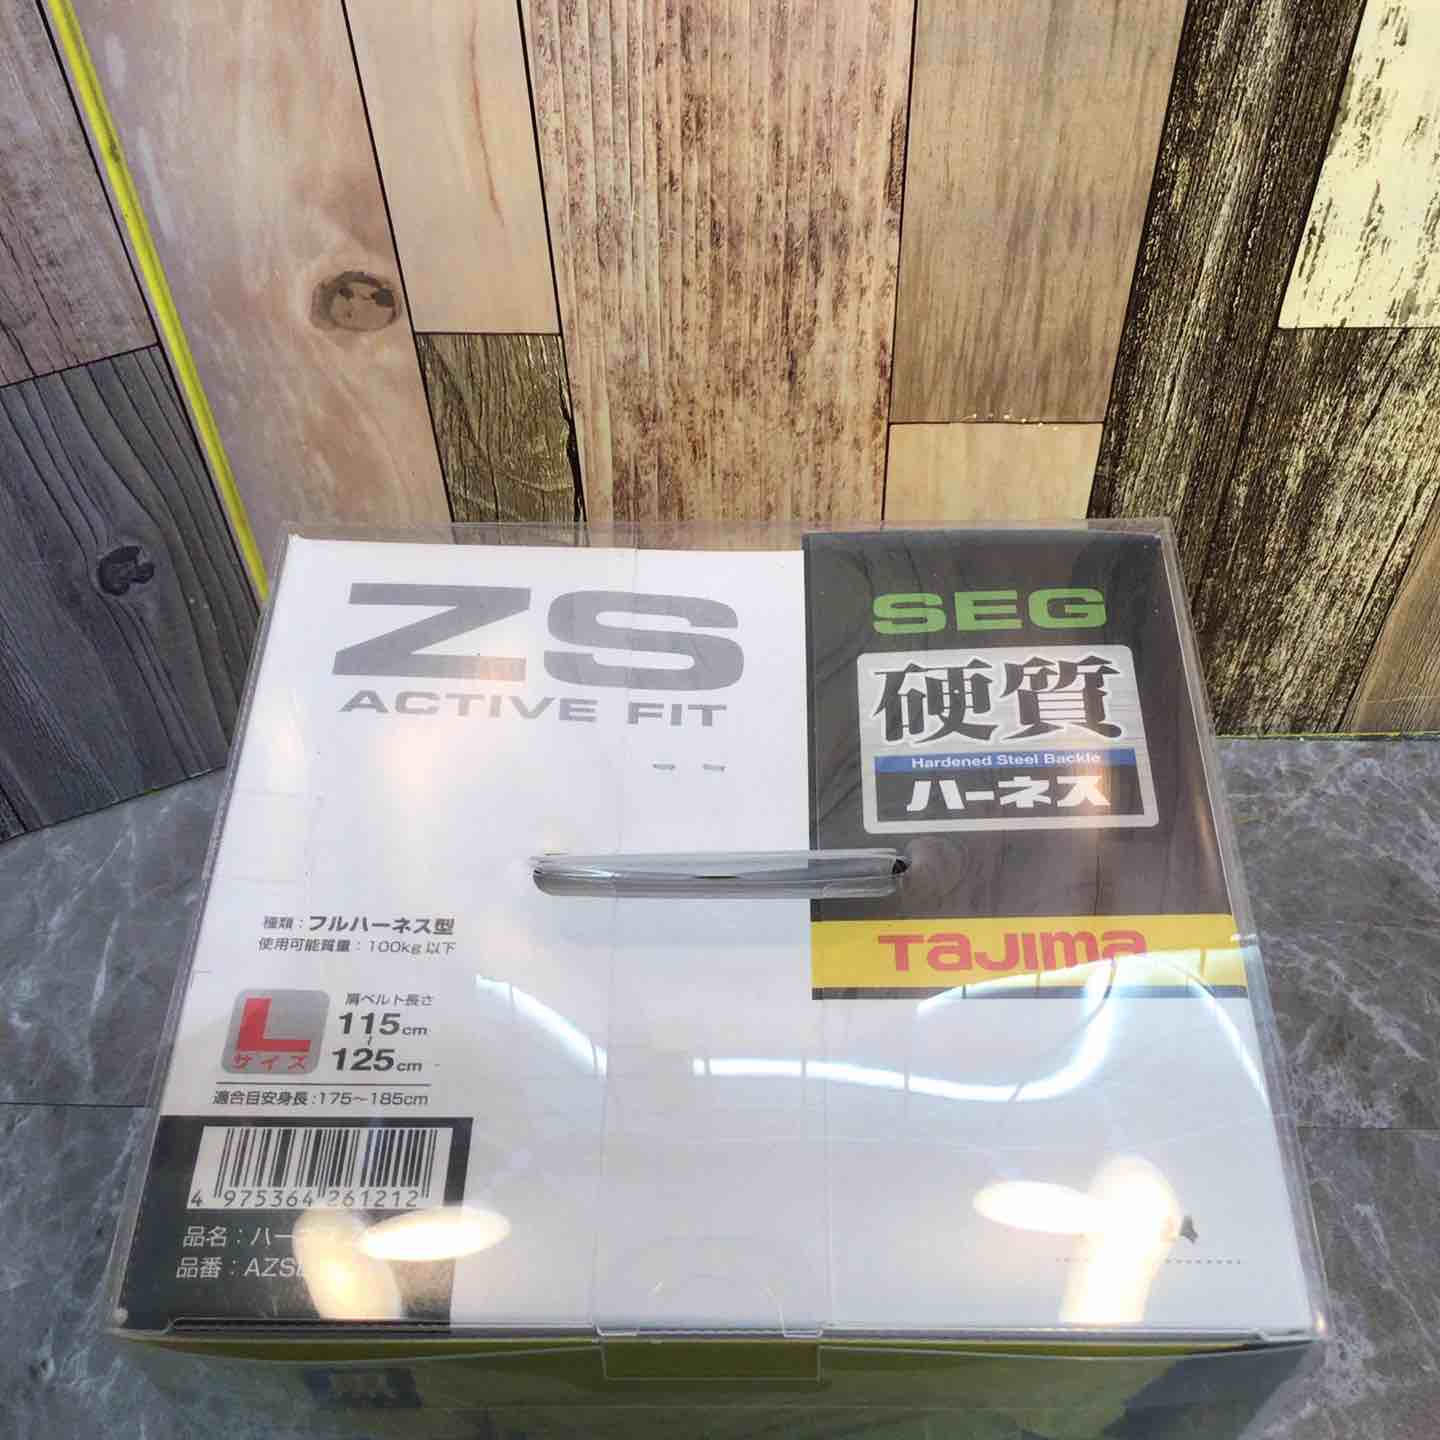 ZS
ACTIVE FIT
SEG
硬質
Hardened Steel Backle
ハーネス
TaJIma
種類：フルハーネス型
使用可能質量：100kg以下
L
サイズ
肩ベルト長さ
115cm
~
125cm
適合目安身長:175～185cm
4 975364 261212
品名：
品番：